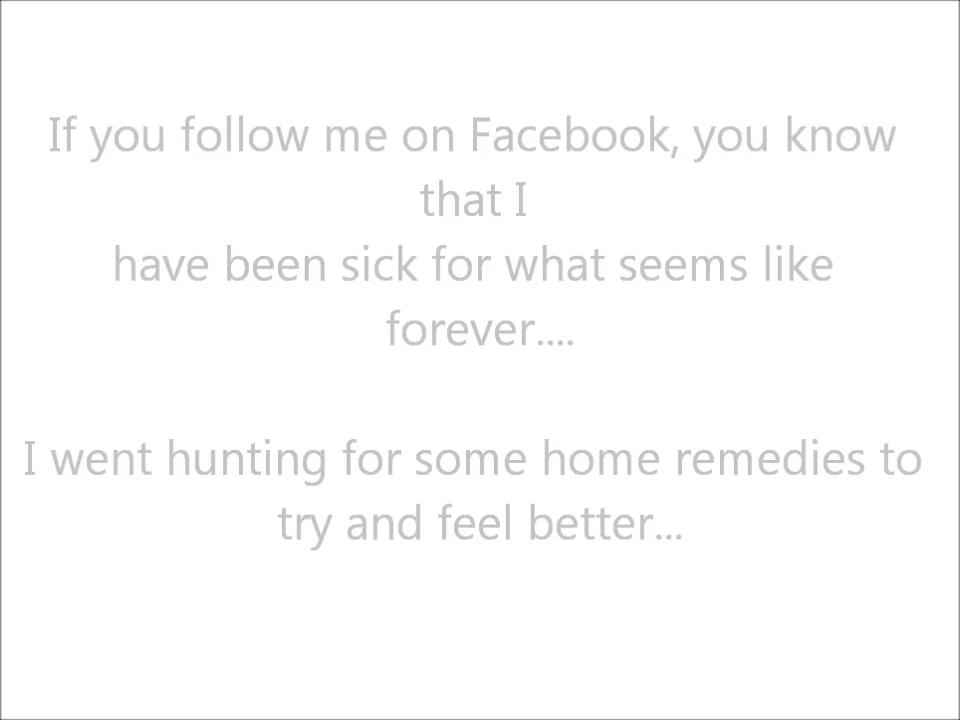 If you follow me on Facebook, you know
that I
have been sick for what seems like
forever....
I went hunting for some home remedies to
try and feel better...